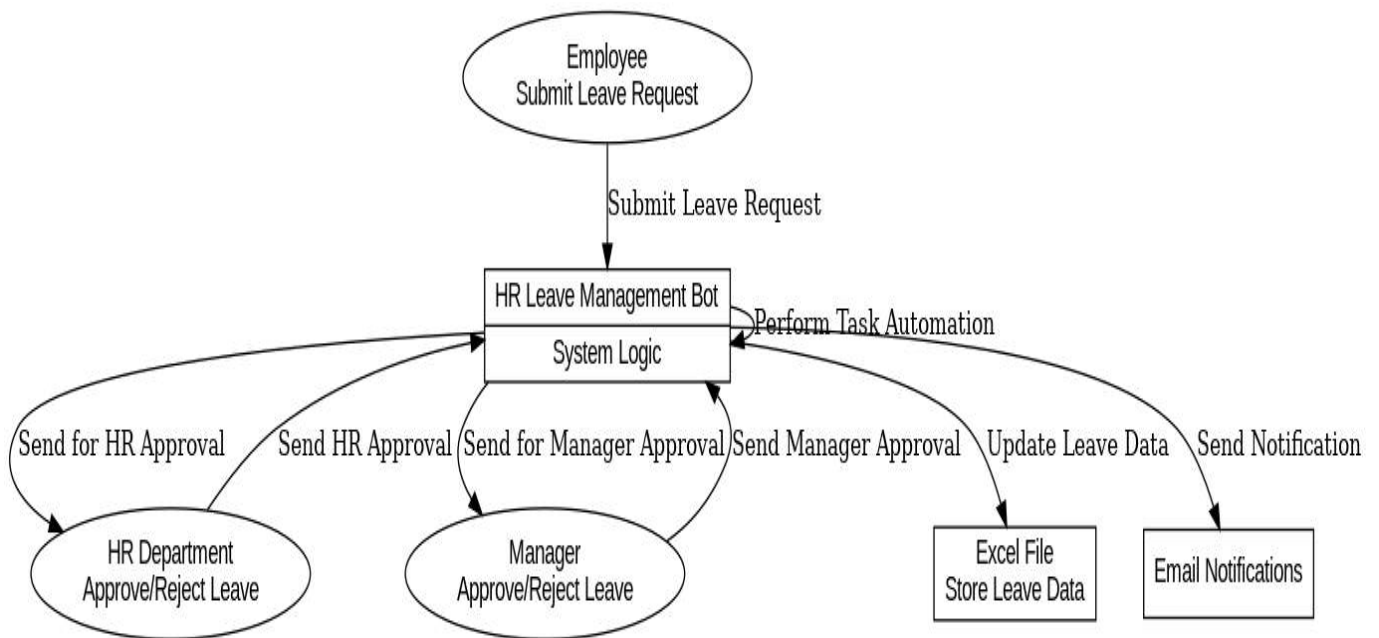 Employee
Submit Leave Request
Submit Leave Request
HR Leave Management Bot
Perform Task Automation
System Logic
Send for HR Approval
Send HR Approval
Send for Manager Approval
Send Manager Approval
Update Leave Data
Send Notification
HR Department
Approve/Reject Leave
Manager
Approve/Reject Leave
Excel File
Store Leave Data
Email Notifications